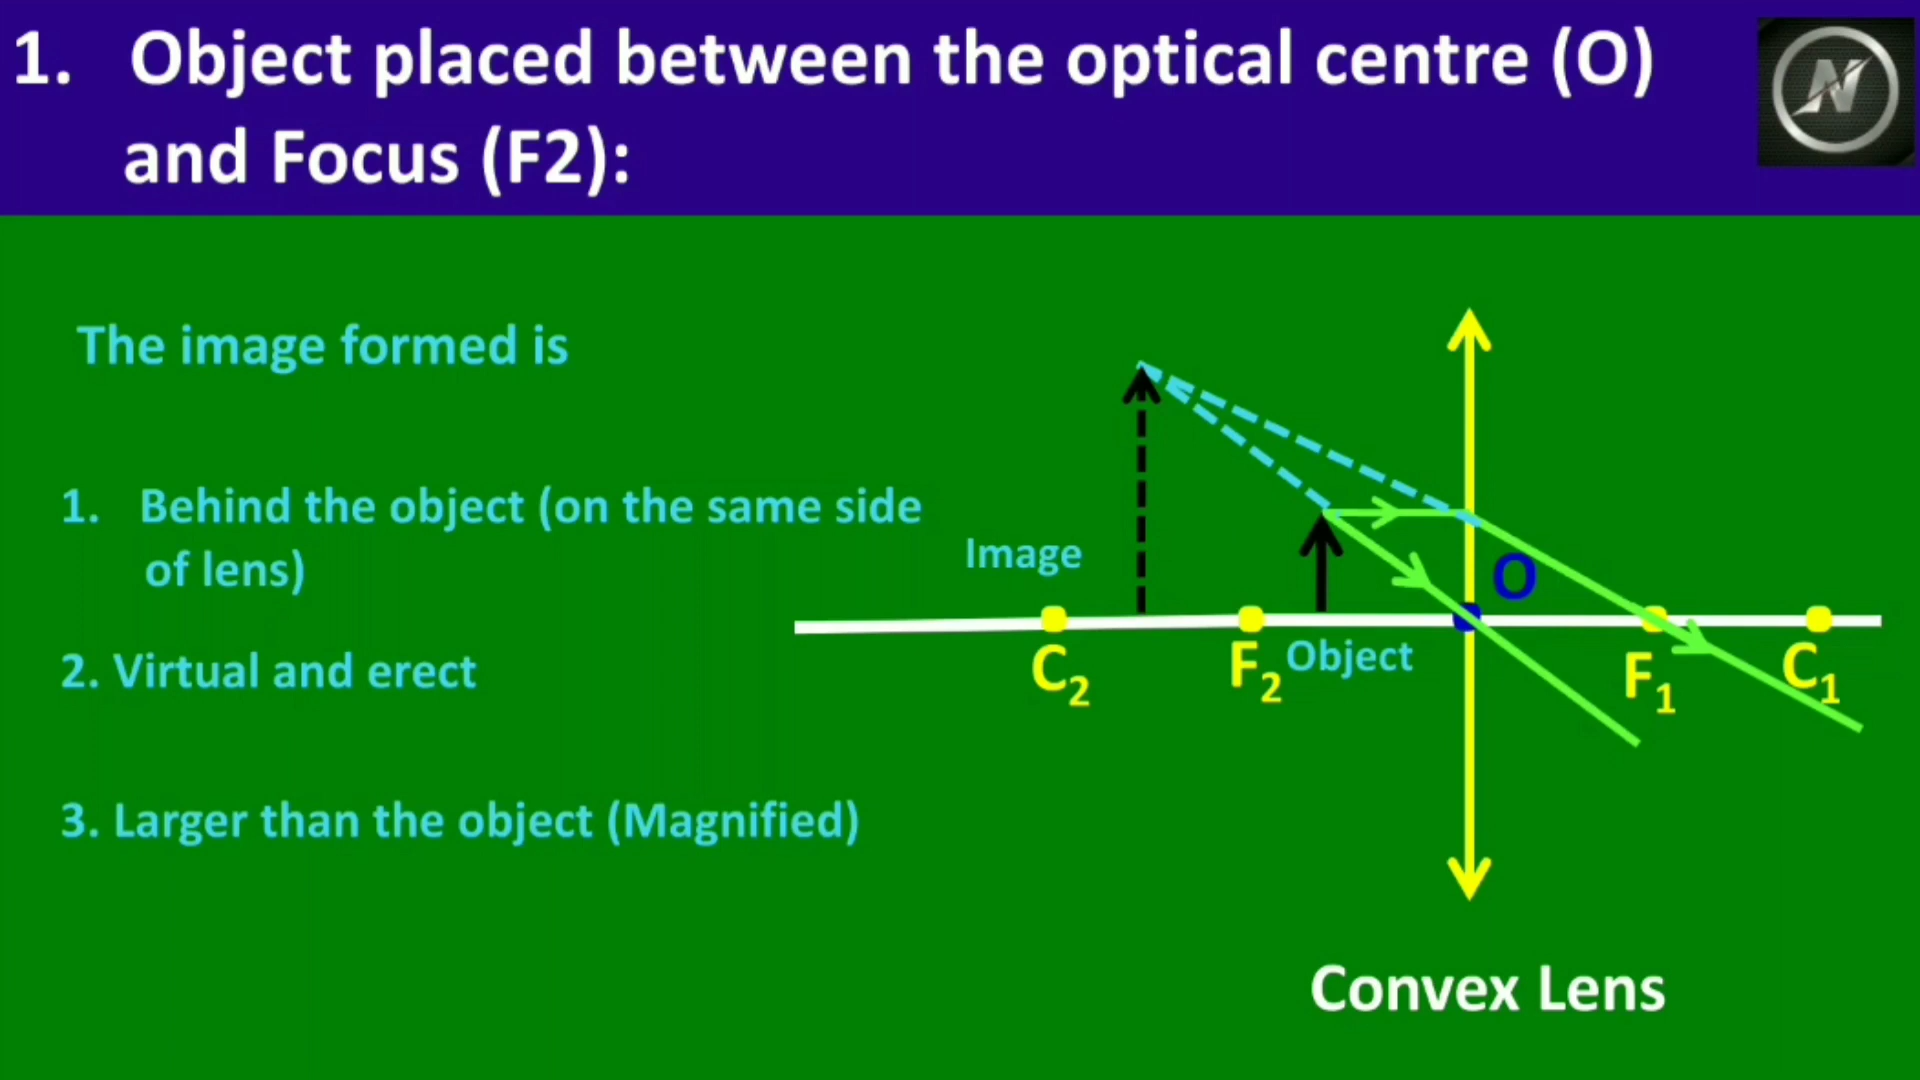 1. Object placed between the optical centre (O)
and Focus (F2):
N
The image formed is
1. Behind the object (on the same side
of lens)
Image
O
C₂
F₂
Object
F₁
C₁
2. Virtual and erect
3. Larger than the object (Magnified)
Convex Lens